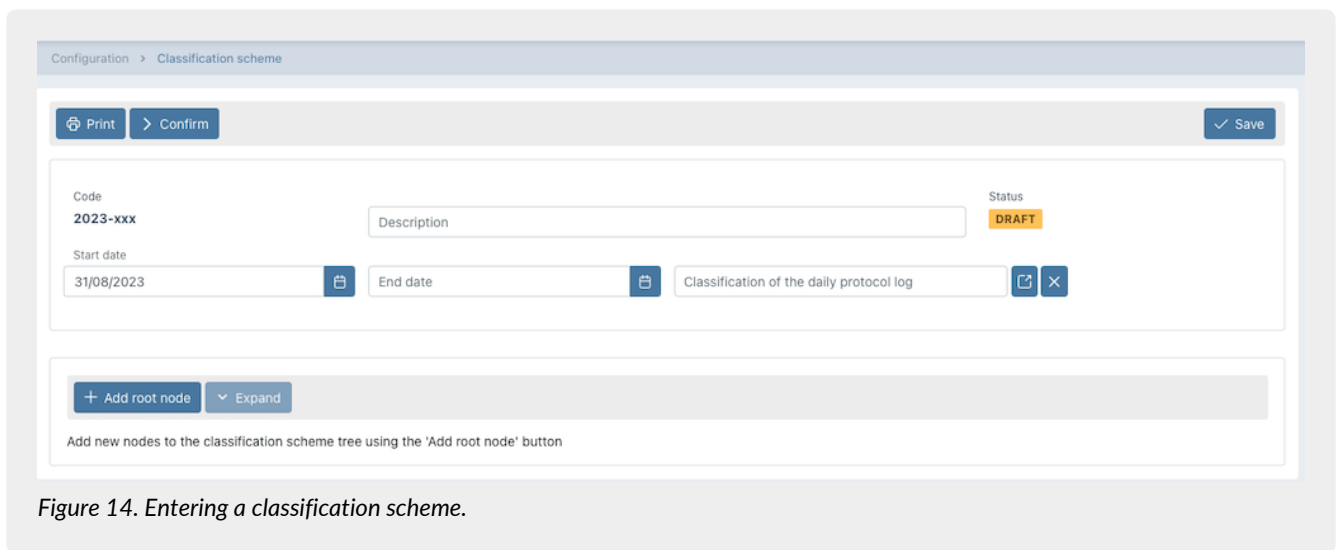 Configuration > Classification scheme
Print > Confirm Save
Code Status
2023-xxx Description DRAFT
Start date
31/08/2023 End date Classification of the daily protocol log
+ Add root node Expand
Add new nodes to the classification scheme tree using the 'Add root node' button
Figure 14. Entering a classification scheme.